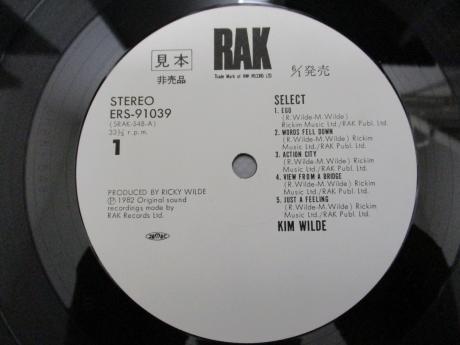 見本
非売品
RAK
Trade Mark of RAK RECORDS LTD
6/1発売
STEREO
ERS-91039
(SRAK-548-A)
33⅓ r.p.m.
1
PRODUCED BY RICKY WILDE
Ⓟ 1982 Original sound
recordings made by
RAK Records Ltd.
SELECT
1. EGO
(R.Wilde-M.Wilde)
Rickim Music Ltd./RAK Publ. Ltd.
2. WORDS FELL DOWN
(R.Wilde-M.Wilde) Rickim
Music Ltd./RAK Publ. Ltd.
3. ACTION CITY
(R.Wilde-M.Wilde) Rickim
Music Ltd./RAK Publ. Ltd.
4. VIEW FROM A BRIDGE
(R.Wilde-M.Wilde) Rickim
Music Ltd./RAK Publ. Ltd.
5. JUST A FEELING
(R.Wilde-M.Wilde) Rickim
Music Ltd./RAK Publ. Ltd.
KIM WILDE